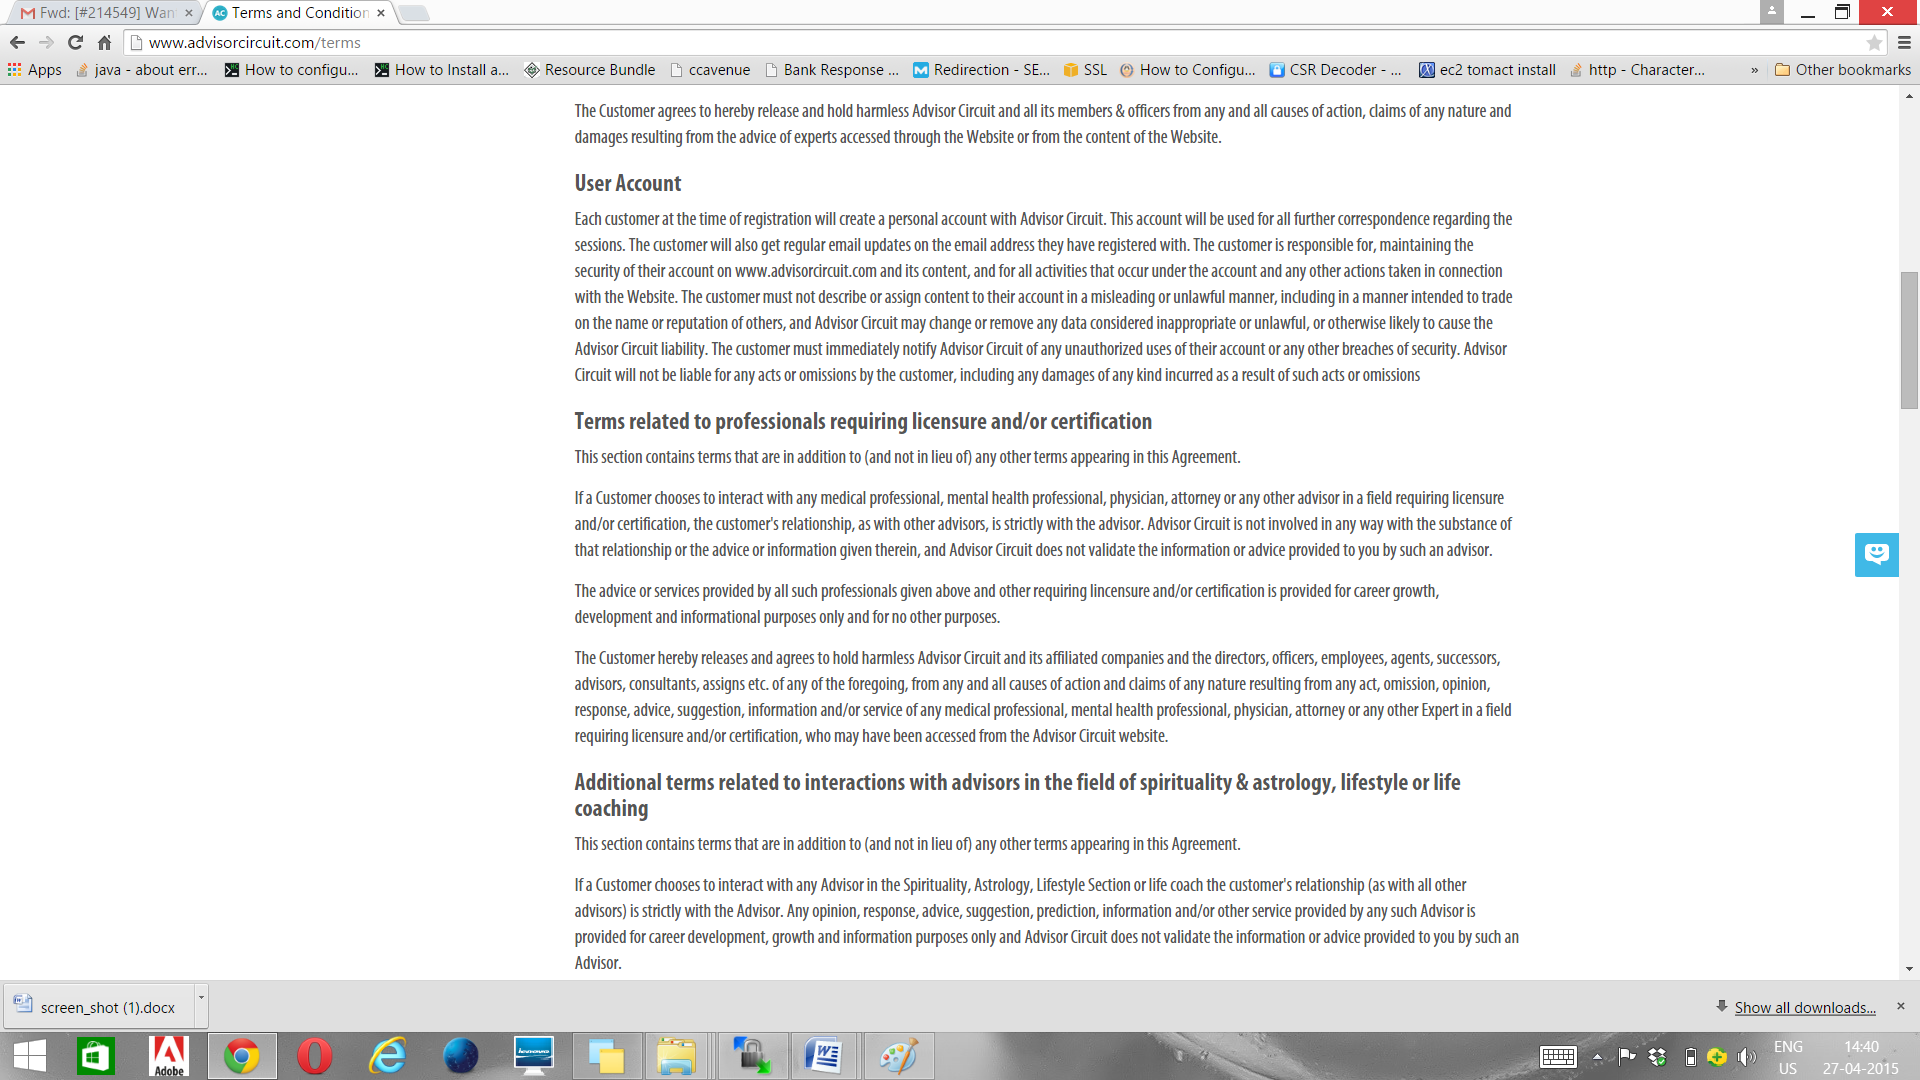 Fwd: [#214549] Wan
Terms and Condition
www.advisorcircuit.com/terms
Apps
java - about err...
How to configu...
How to Install a...
Resource Bundle
ccavenue
Bank Response ...
Redirection - SE...
SSL
How to Configu...
CSR Decoder - ...
ec2 tomact install
http - Character...
»
Other bookmarks
The Customer agrees to hereby release and hold harmless Advisor Circuit and all its members & officers from any and all causes of action, claims of any nature and
damages resulting from the advice of experts accessed through the Website or from the content of the Website.
User Account
Each customer at the time of registration will create a personal account with Advisor Circuit. This account will be used for all further correspondence regarding the
sessions. The customer will also get regular email updates on the email address they have registered with. The customer is responsible for, maintaining the
security of their account on www.advisorcircuit.com and its content, and for all activities that occur under the account and any other actions taken in connection
with the Website. The customer must not describe or assign content to their account in a misleading or unlawful manner, including in a manner intended to trade
on the name or reputation of others, and Advisor Circuit may change or remove any data considered inappropriate or unlawful, or otherwise likely to cause the
Advisor Circuit liability. The customer must immediately notify Advisor Circuit of any unauthorized uses of their account or any other breaches of security. Advisor
Circuit will not be liable for any acts or omissions by the customer, including any damages of any kind incurred as a result of such acts or omissions
Terms related to professionals requiring licensure and/or certification
This section contains terms that are in addition to (and not in lieu of) any other terms appearing in this Agreement.
If a Customer chooses to interact with any medical professional, mental health professional, physician, attorney or any other advisor in a field requiring licensure
and/or certification, the customer's relationship, as with other advisors, is strictly with the advisor. Advisor Circuit is not involved in any way with the substance of
that relationship or the advice or information given therein, and Advisor Circuit does not validate the information or advice provided to you by such an advisor.
The advice or services provided by all such professionals given above and other requiring lincensure and/or certification is provided for career growth,
development and informational purposes only and for no other purposes.
The Customer hereby releases and agrees to hold harmless Advisor Circuit and its affiliated companies and the directors, officers, employees, agents, successors,
advisors, consultants, assigns etc. of any of the foregoing, from any and all causes of action and claims of any nature resulting from any act, omission, opinion,
response, advice, suggestion, information and/or service of any medical professional, mental health professional, physician, attorney or any other Expert in a field
requiring licensure and/or certification, who may have been accessed from the Advisor Circuit website.
Additional terms related to interactions with advisors in the field of spirituality & astrology, lifestyle or life
coaching
This section contains terms that are in addition to (and not in lieu of) any other terms appearing in this Agreement.
If a Customer chooses to interact with any Advisor in the Spirituality, Astrology, Lifestyle Section or life coach the customer's relationship (as with all other
advisors) is strictly with the Advisor. Any opinion, response, advice, suggestion, prediction, information and/or other service provided by any such Advisor is
provided for career development, growth and information purposes only and Advisor Circuit does not validate the information or advice provided to you by such an
Advisor.
screen_shot (1).docx
Show all downloads...
Adobe
ENG
US
14:40
27-04-2015